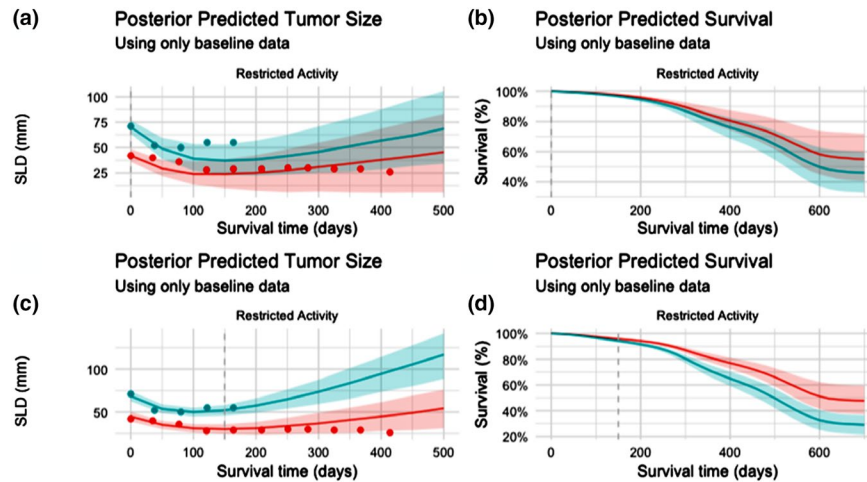 (a)
Posterior Predicted Tumor Size
Using only baseline data
Restricted Activity
SLD (mm)
100
75
50
25
0
100
200
300
400
500
Survival time (days)
(b)
Posterior Predicted Survival
Using only baseline data
Restricted Activity
Survival (%)
100%
80%
60%
40%
0
200
400
600
Survival time (days)
(c)
Posterior Predicted Tumor Size
Using only baseline data
Restricted Activity
SLD (mm)
100
50
0
100
200
300
400
500
Survival time (days)
(d)
Posterior Predicted Survival
Using only baseline data
Restricted Activity
Survival (%)
100%
80%
60%
40%
20%
0
200
400
600
Survival time (days)